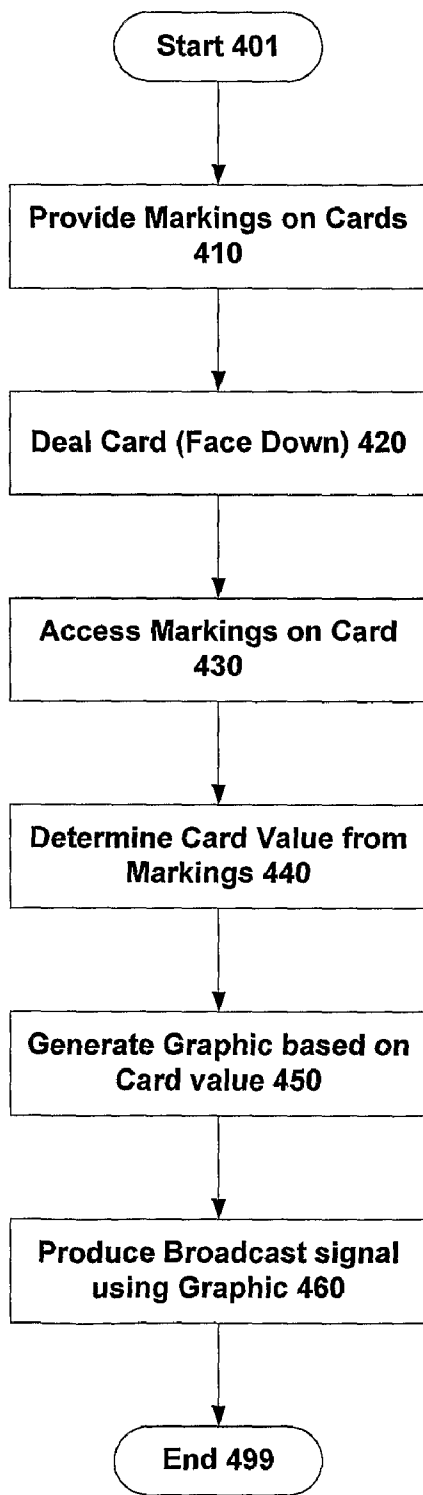 Start 401
Provide Markings on Cards
410
Deal Card (Face Down) 420
Access Markings on Card
430
Determine Card Value from
Markings 440
Generate Graphic based on
Card value 450
Produce Broadcast signal
using Graphic 460
End 499